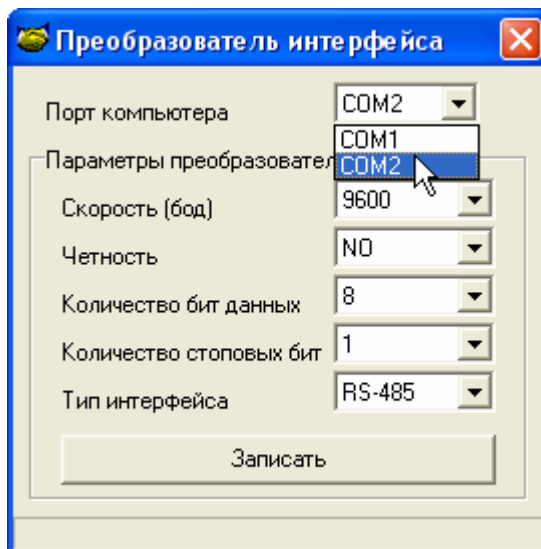 Преобразователь интерфейса
Порт компьютера COM2
COM1
Параметры преобразовател COM2
Скорость (бод) 9600
Четность NO
Количество бит данных 8
Количество стоповых бит 1
Тип интерфейса RS-485
Записать